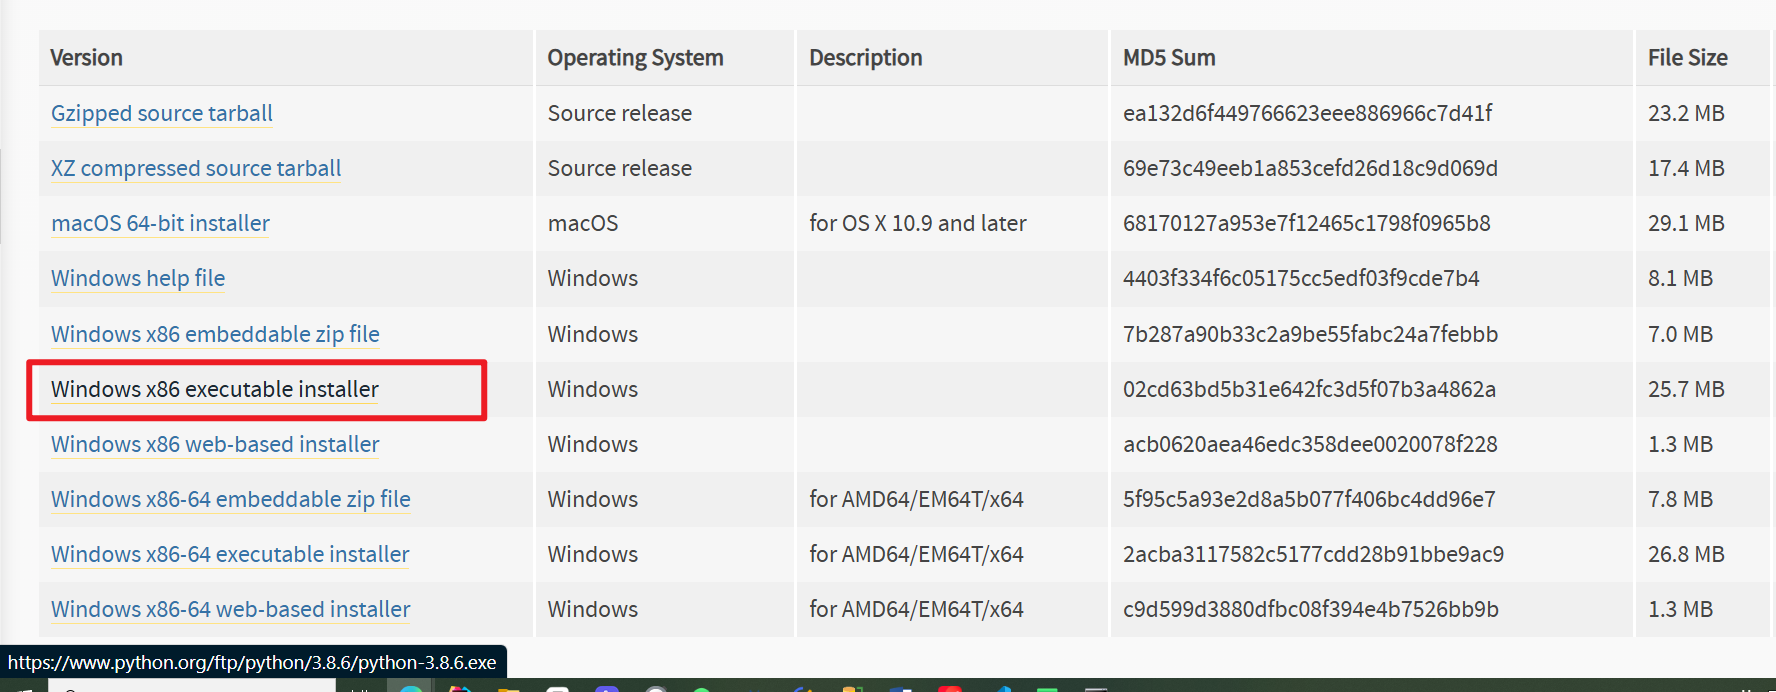 Version Operating System Description MD5 Sum File Size
Gzipped source tarball Source release ea132d6f449766623eee886966c7d41f 23.2 MB
XZ compressed source tarball Source release 69e73c49eeb1a853cefd26d18c9d069d 17.4 MB
macOS 64-bit installer macOS for OS X 10.9 and later 68170127a953e7f12465c1798f0965b8 29.1 MB
Windows help file Windows 4403f334f6c05175cc5edf03f9cde7b4 8.1 MB
Windows x86 embeddable zip file Windows 7b287a90b33c2a9be55fabc24a7febbb 7.0 MB
Windows x86 executable installer Windows 02cd63bd5b31e642fc3d5f07b3a4862a 25.7 MB
Windows x86 web-based installer Windows acb0620aea46edc358dee0020078f228 1.3 MB
Windows x86-64 embeddable zip file Windows for AMD64/EM64T/x64 5f95c5a93e2d8a5b077f406bc4dd96e7 7.8 MB
Windows x86-64 executable installer Windows for AMD64/EM64T/x64 2acba3117582c5177cdd28b91bbe9ac9 26.8 MB
Windows x86-64 web-based installer Windows for AMD64/EM64T/x64 c9d599d3880dfbc08f394e4b7526bb9b 1.3 MB
https://www.python.org/ftp/python/3.8.6/python-3.8.6.exe